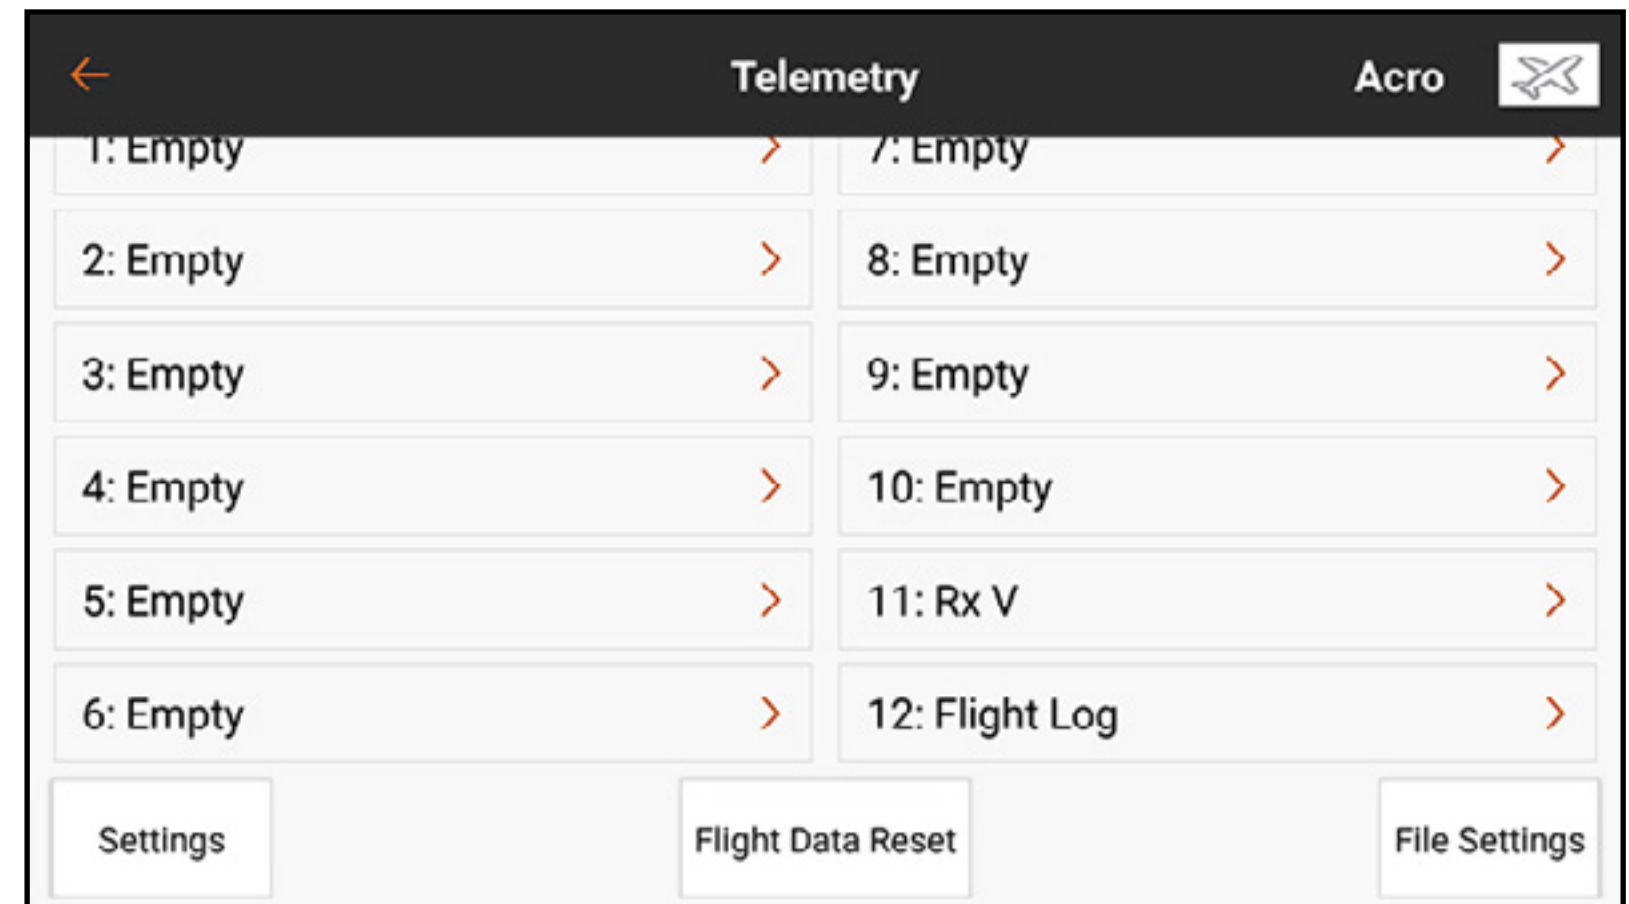 Telemetry
Acro
1: Empty
7: Empty
2: Empty
8: Empty
3: Empty
9: Empty
4: Empty
10: Empty
5: Empty
11: Rx V
6: Empty
12: Flight Log
Settings
Flight Data Reset
File Settings